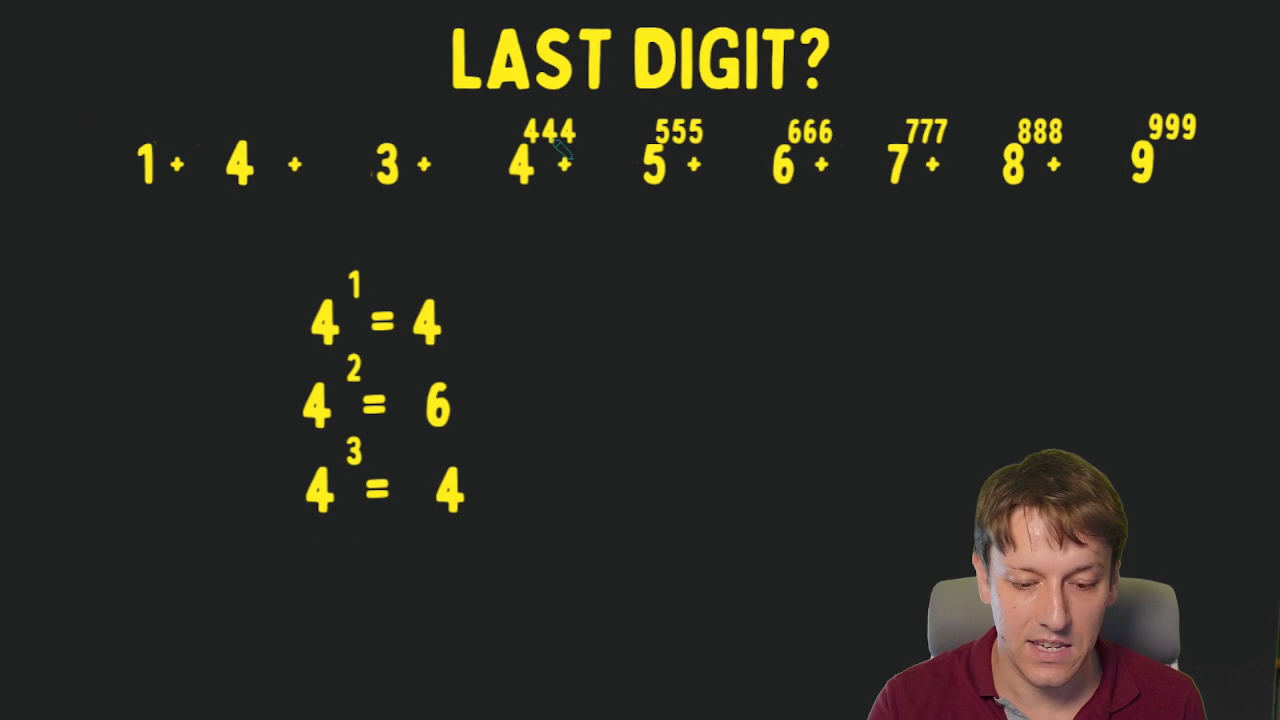 LAST DIGIT?
1 + 4 + 3 + 4^444 + 5^555 + 6^666 + 7^777 + 8^888 + 9^999
4^1 = 4
4^2 = 6
4^3 = 4